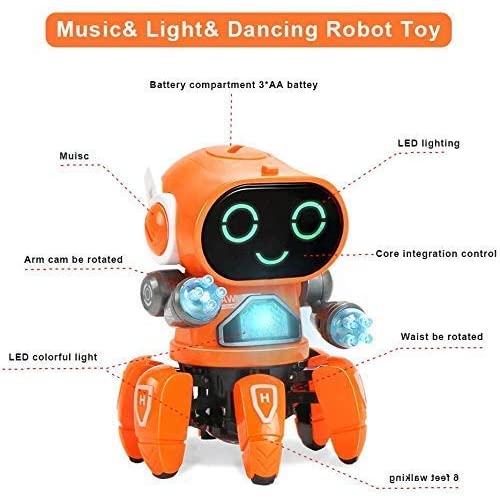 Music& Light& Dancing Robot Toy
Battery compartment 3*AA battey
LED lighting
Muisc
Core integration control
Arm cam be rotated
Waist be rotated
LED colorful light
H
H
6 feet walking